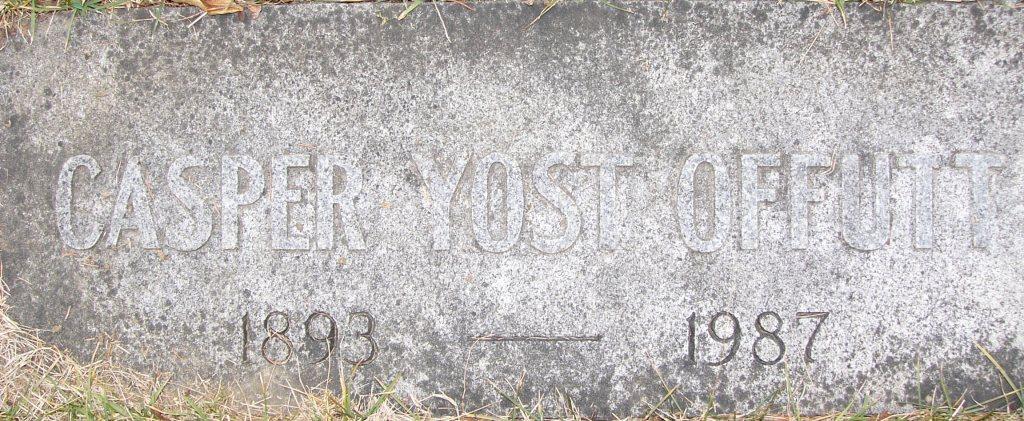 CASPER YOST OFFUTT
1893 — 1987